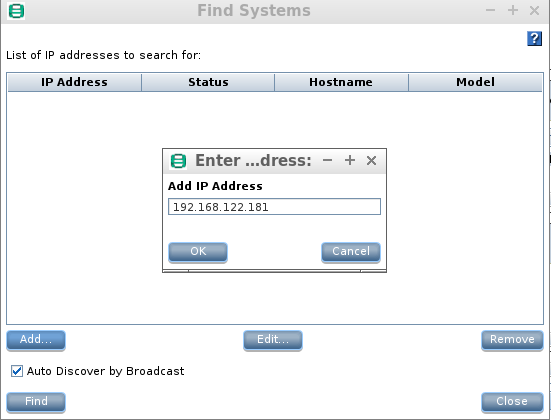 Find Systems
?
List of IP addresses to search for:
IP Address Status Hostname Model
Enter ...dress:
Add IP Address
192.168.122.181
OK Cancel
Add... Edit... Remove
Auto Discover by Broadcast
Find Close